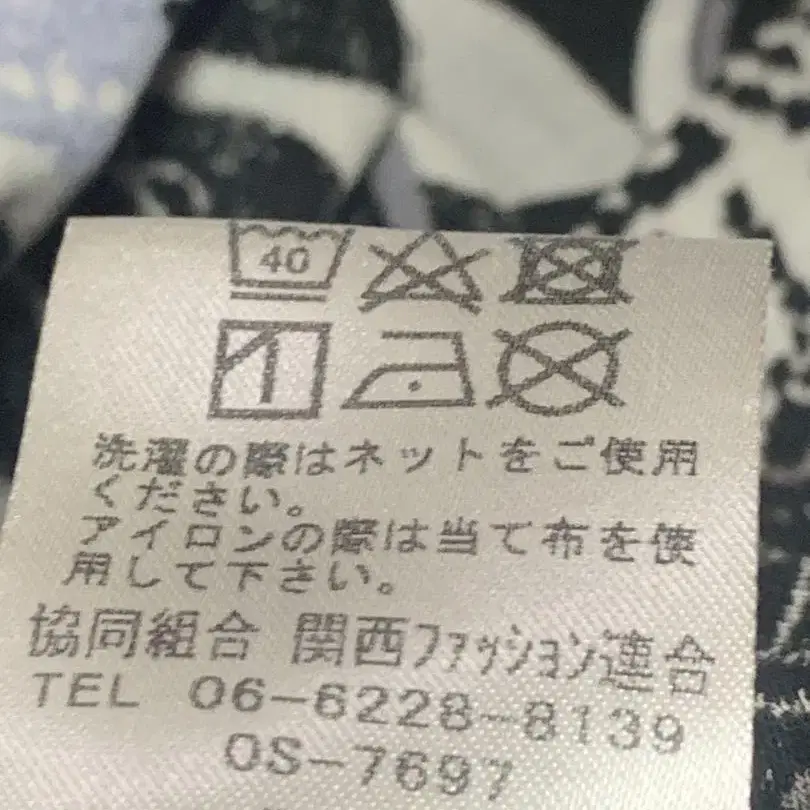 40
洗濯の際はネットをご使用
ください。
アイロンの際は当て布を使
用して下さい。
協同組合 関西ファッション連合
TEL 06-6228-8139
OS-7697